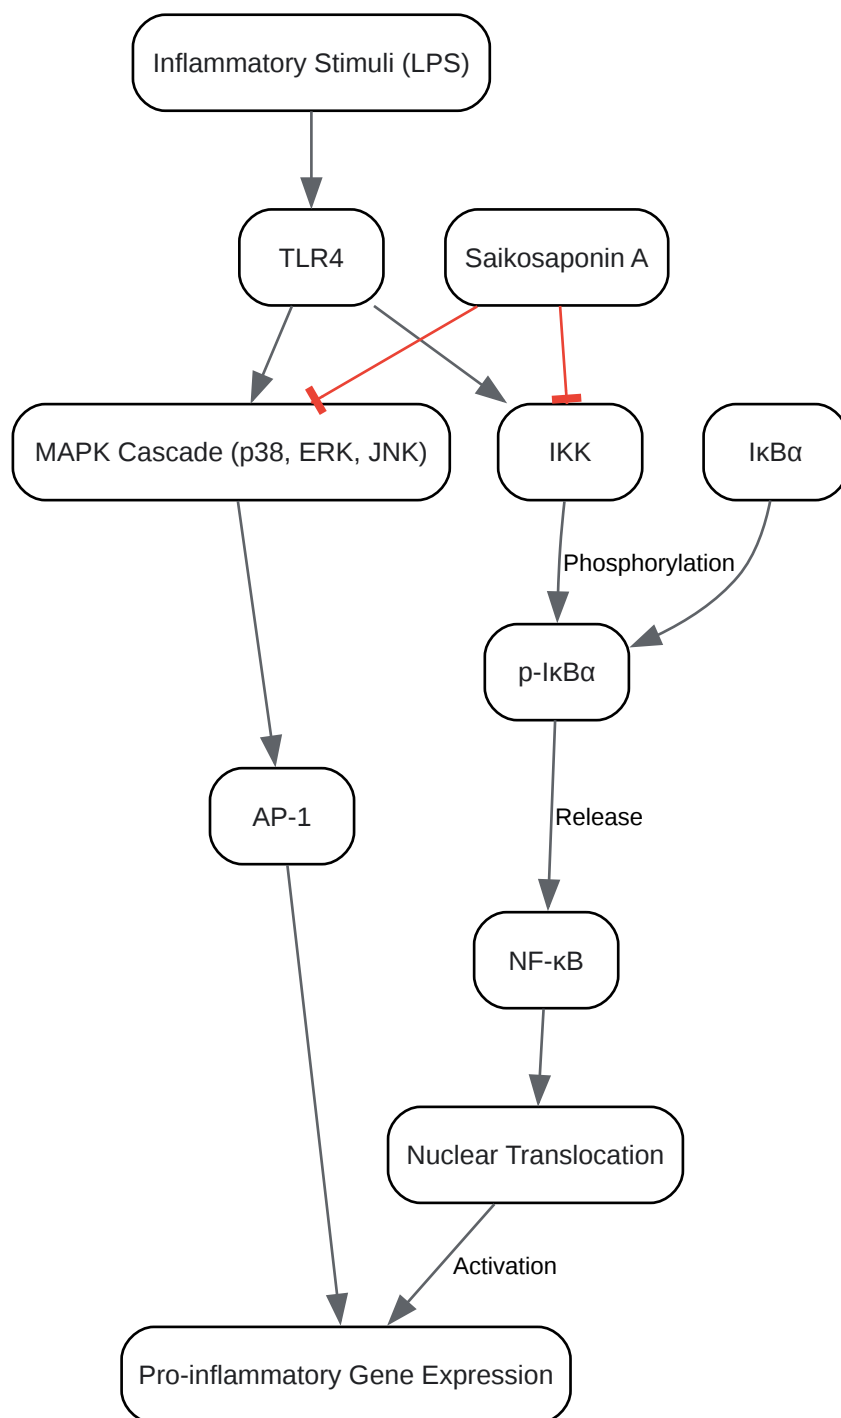 Inflammatory Stimuli (LPS)
TLR4
Saikosaponin A
MAPK Cascade (p38, ERK, JNK)
IKK
IκBα
Phosphorylation
p-IκBα
AP-1
Release
NF-κB
Nuclear Translocation
Activation
Pro-inflammatory Gene Expression